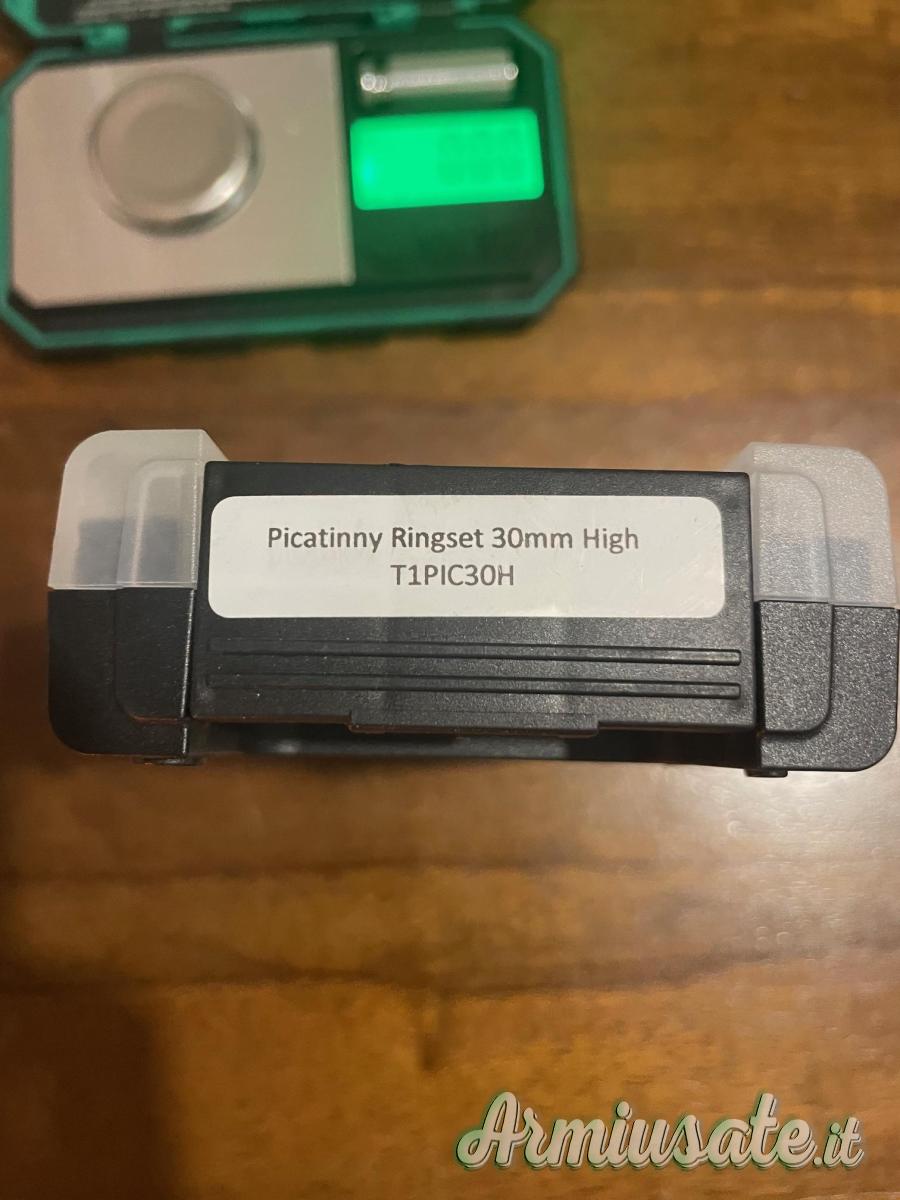 Picatinny Ringset 30mm High
T1PIC30H
Armiusate.it